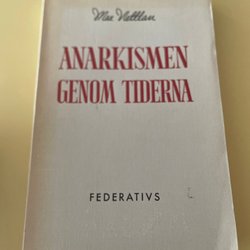 Max Nettlau
ANARKISMEN
GENOM TIDERNA
FEDERATIVS